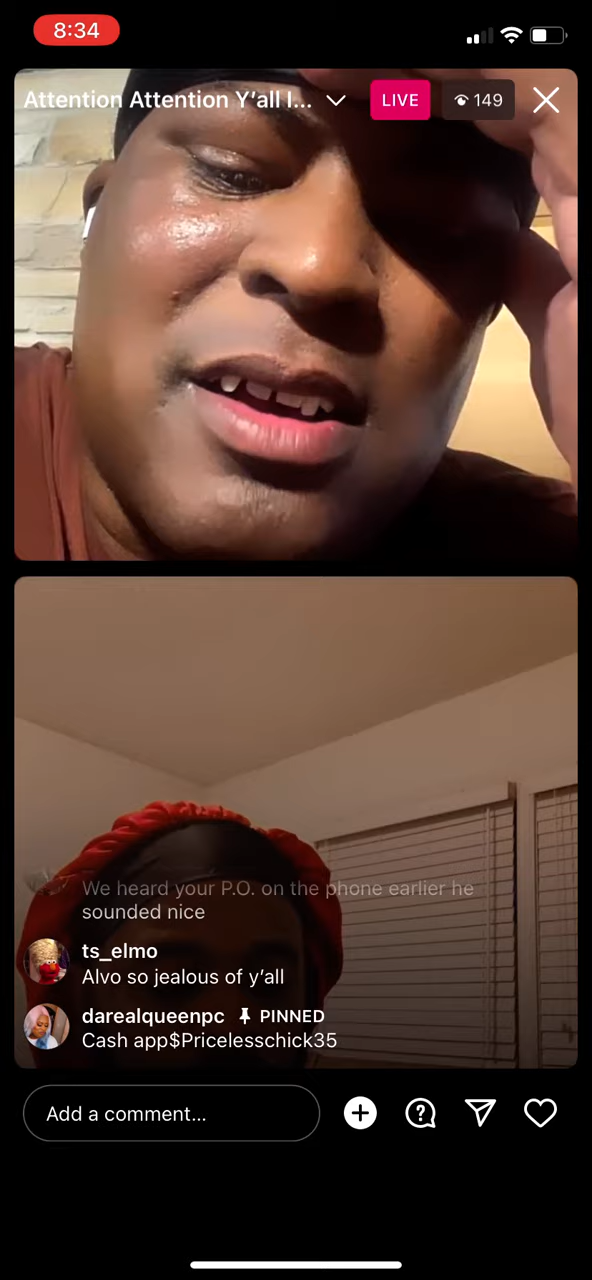 8:34
Attention Attention Y'all I...
LIVE
149
We heard your P.O. on the phone earlier he
sounded nice
ts_elmo
Alvo so jealous of y'all
darealqueenpc PINNED
Cash app$Pricelesschick35
Add a comment...